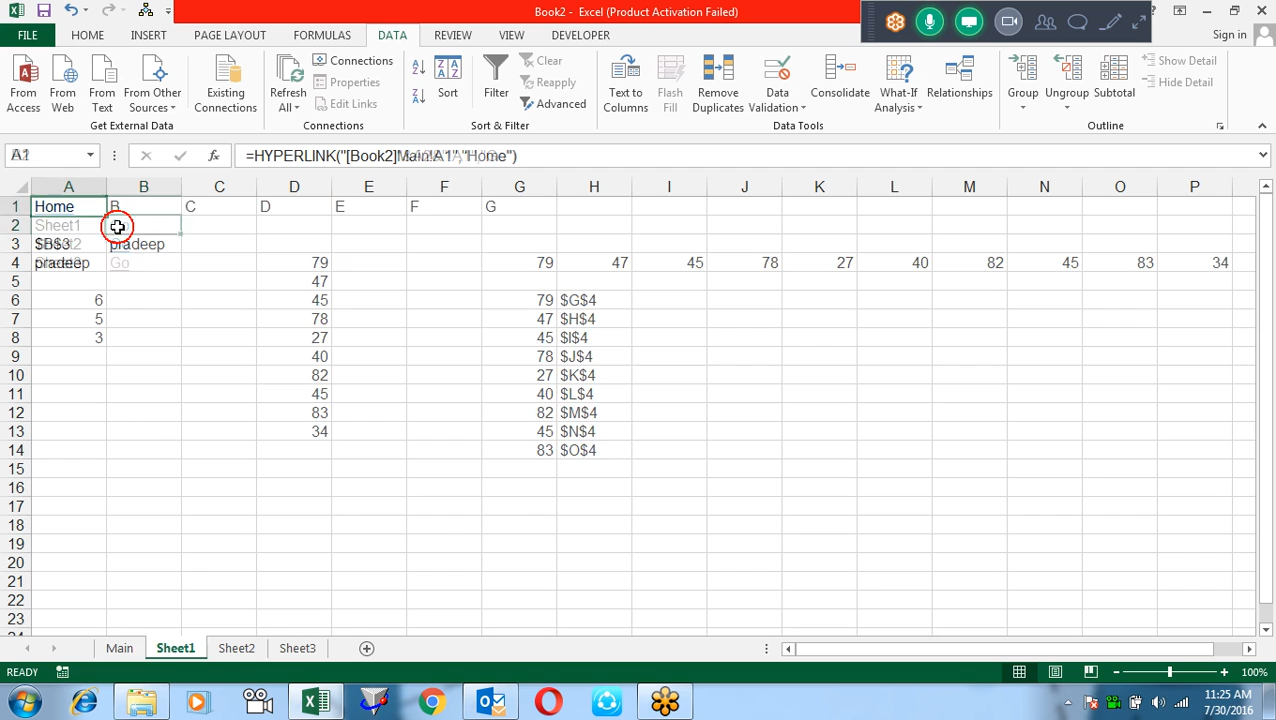 Book2 - Excel (Product Activation Failed)
FILE HOME INSERT PAGE LAYOUT FORMULAS DATA REVIEW VIEW DEVELOPER Sign in
From Access
From Web
From Text
From Other Sources
Existing Connections
Refresh All
Connections
Properties
Edit Links
Sort
Filter
Clear
Reapply
Advanced
Text to Columns
Flash Fill
Remove Duplicates
Data Validation
Consolidate
What-If Analysis
Relationships
Group
Ungroup
Subtotal
Show Detail
Hide Detail
Get External Data Connections Sort & Filter Data Tools Outline
=HYPERLINK("[Book2]Main!A1","Home")
A B C D E F G H I J K L M N O P
1 Home B C D E F G
2 Sheet1 Go
3 $B$3 pradeep
4 pradeep Go 79 79 47 45 78 27 40 82 45 83 34
5 47
6 6 45 79 $G$4
7 5 78 47 $H$4
8 3 27 45 $I$4
9 40 78 $J$4
10 82 27 $K$4
11 45 40 $L$4
12 83 82 $M$4
13 34 45 $N$4
14 83 $O$4
15
16
17
18
19
20
21
22
23
Main Sheet1 Sheet2 Sheet3
READY 100%
11:25 AM
7/30/2016